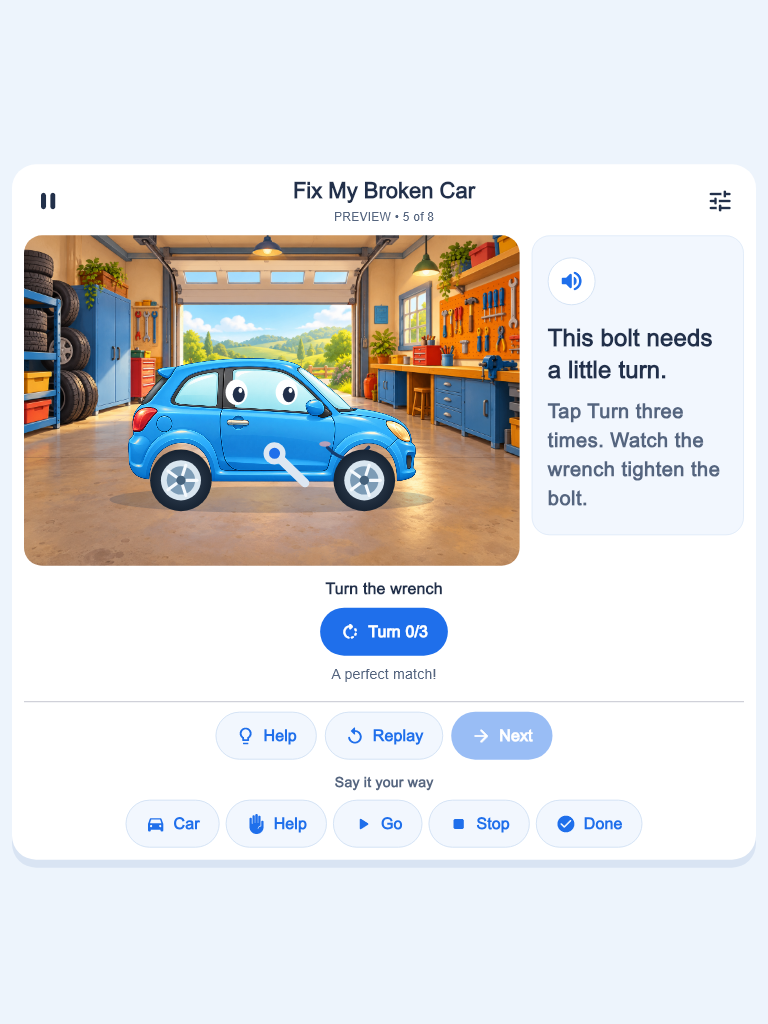 Fix My Broken Car
PREVIEW • 5 of 8
This bolt needs
a little turn.
Tap Turn three
times. Watch the
wrench tighten the
bolt.
Turn the wrench
Turn 0/3
A perfect match!
Help
Replay
Next
Say it your way
Car
Help
Go
Stop
Done